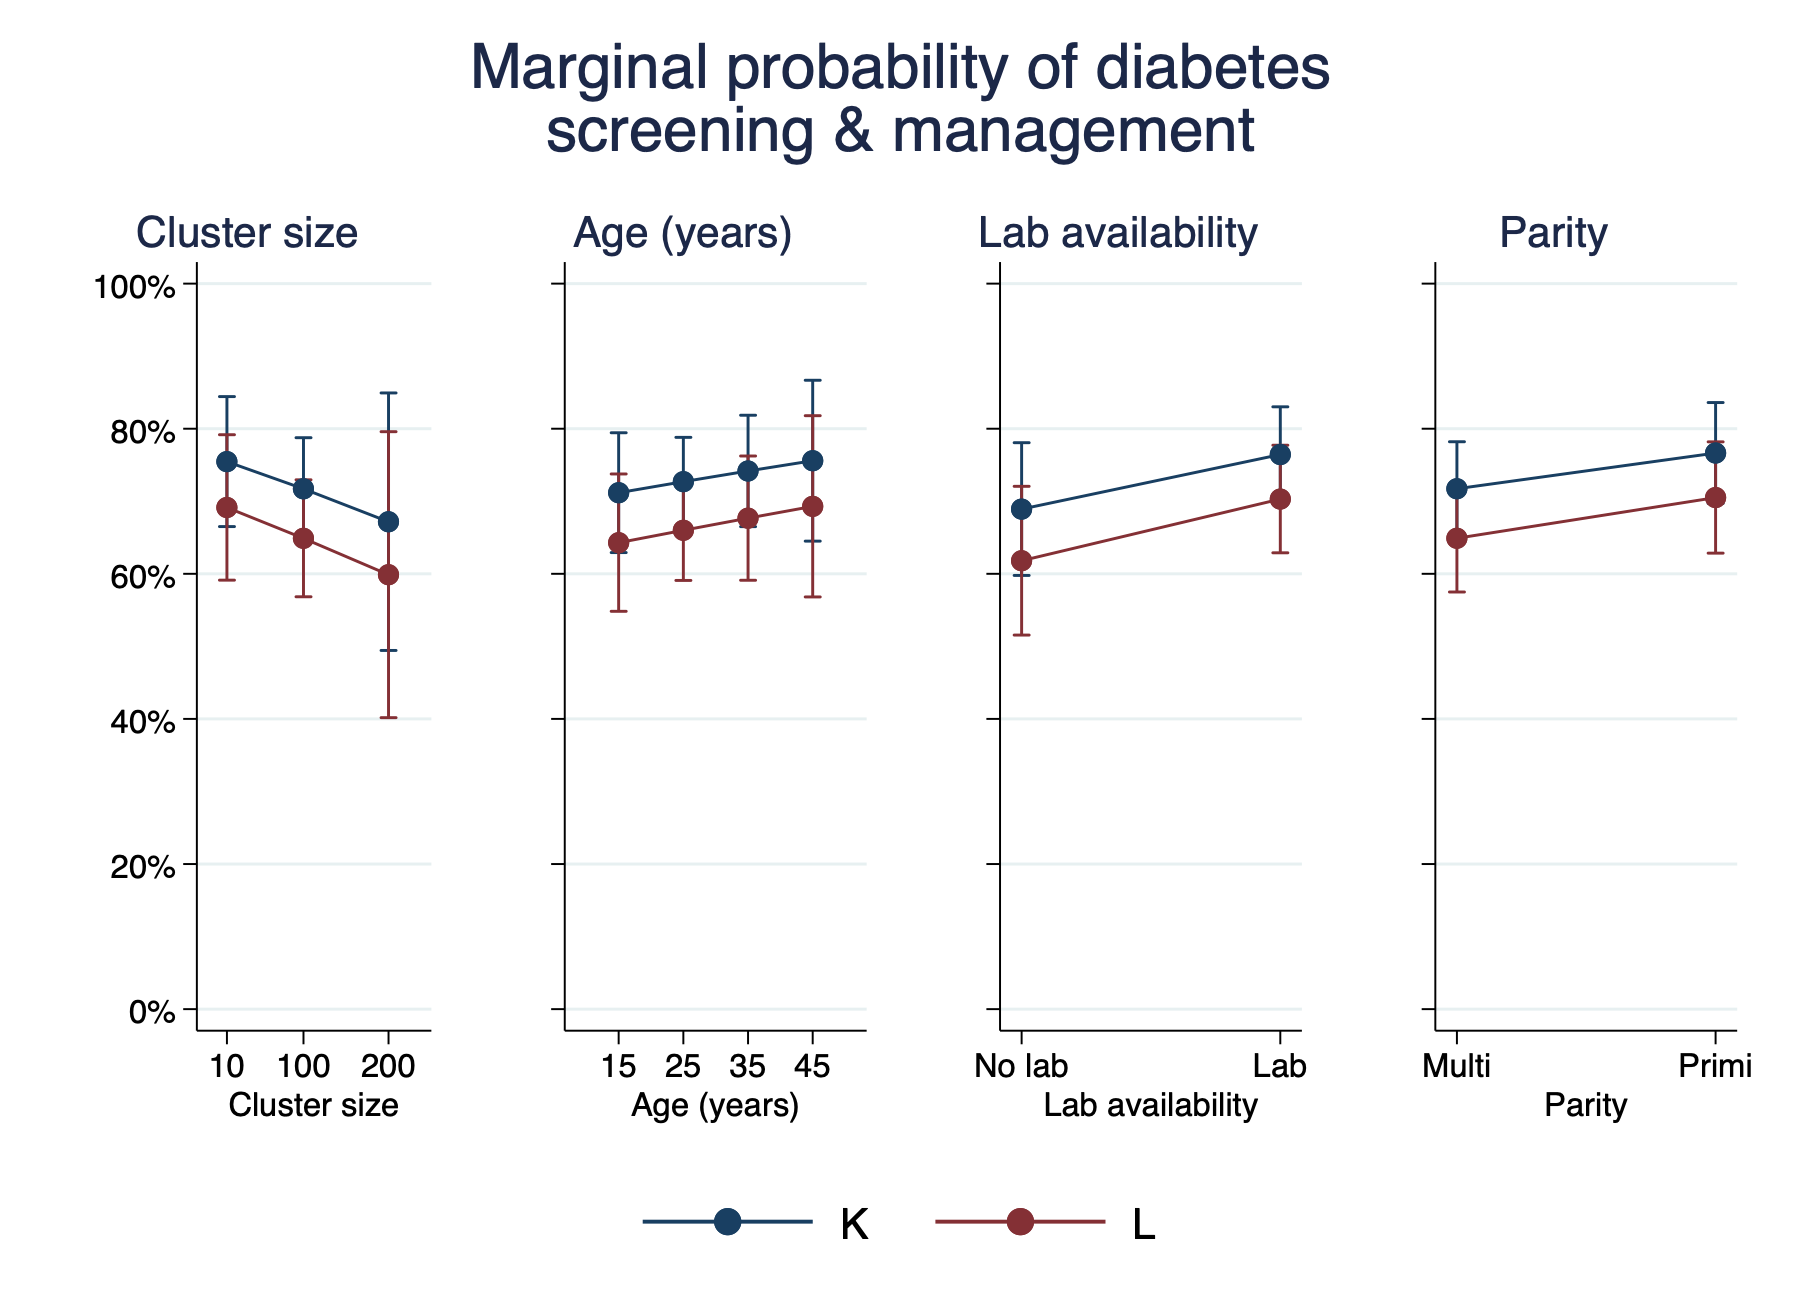 Marginal probability of diabetes
screening & management
Cluster size
Age (years)
Lab availability
Parity
100%
80%
60%
40%
20%
0%
10 100 200
15 25 35 45
No lab Lab
Multi Primi
Cluster size
Age (years)
Lab availability
Parity
K
L